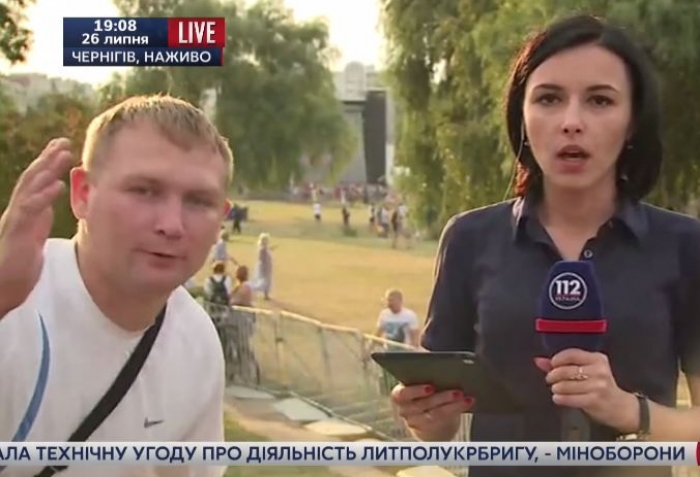 19:08
26 ЛИПНЯ
LIVE
ЧЕРНІГІВ, НАЖИВО
112
УКРАЇНА
АЛА ТЕХНІЧНУ УГОДУ ПРО ДІЯЛЬНІСТЬ ЛИТПОЛУКРБРИГУ, - МІНОБОРОНИ